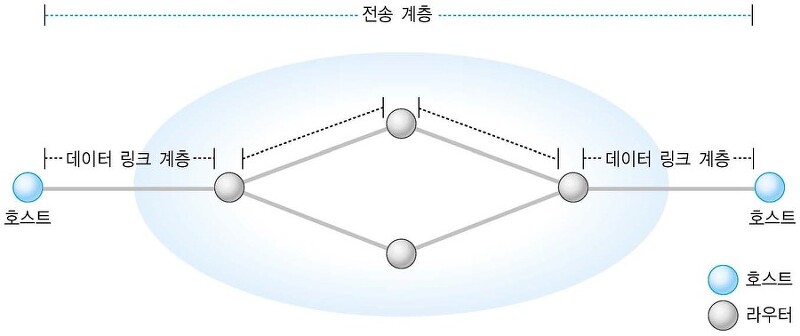 전송 계층
데이터 링크 계층
데이터 링크 계층
호스트
호스트
호스트
라우터